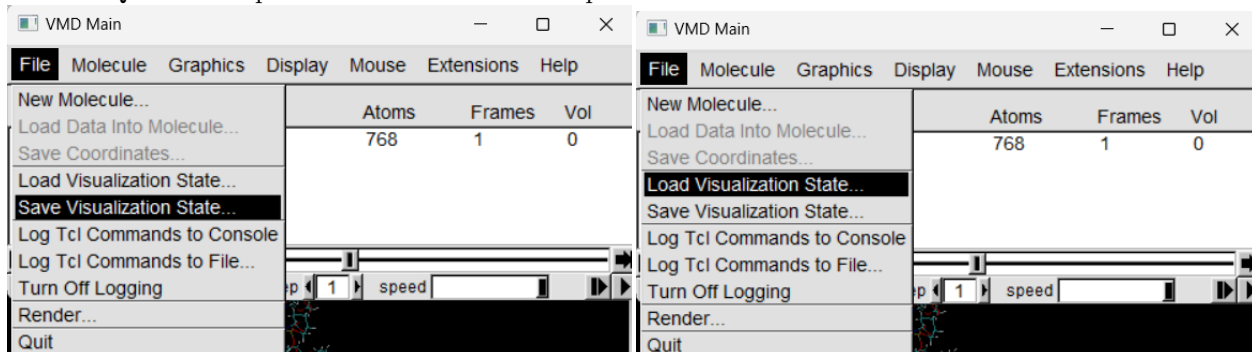 VMD Main
File Molecule Graphics Display Mouse Extensions Help
New Molecule...
Atoms Frames Vol
Load Data Into Molecule...
768 1 0
Save Coordinates...
Load Visualization State...
Save Visualization State...
Log Tcl Commands to Console
Log Tcl Commands to File...
Turn Off Logging
1 speed
Render...
Quit
VMD Main
File Molecule Graphics Display Mouse Extensions Help
New Molecule...
Atoms Frames Vol
Load Data Into Molecule...
768 1 0
Save Coordinates...
Load Visualization State...
Save Visualization State...
Log Tcl Commands to Console
Log Tcl Commands to File...
Turn Off Logging
1 speed
Render...
Quit